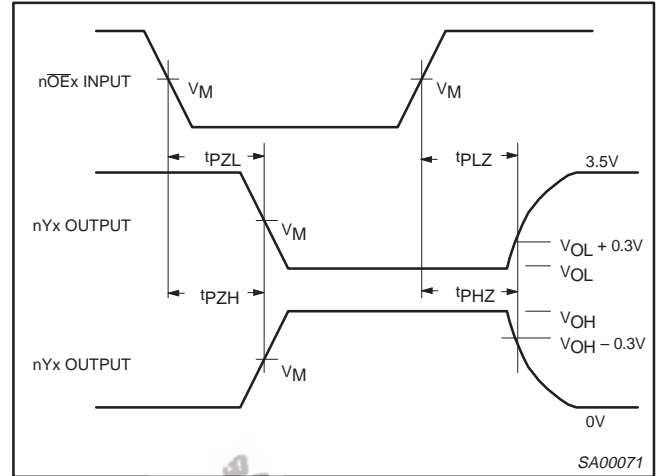 nO̅E̅x INPUT
VM
VM
tPZL
tPLZ
3.5V
nYx OUTPUT
VM
VOL + 0.3V
VOL
tPZH
tPHZ
VOH
VOH – 0.3V
nYx OUTPUT
VM
0V
SA00071